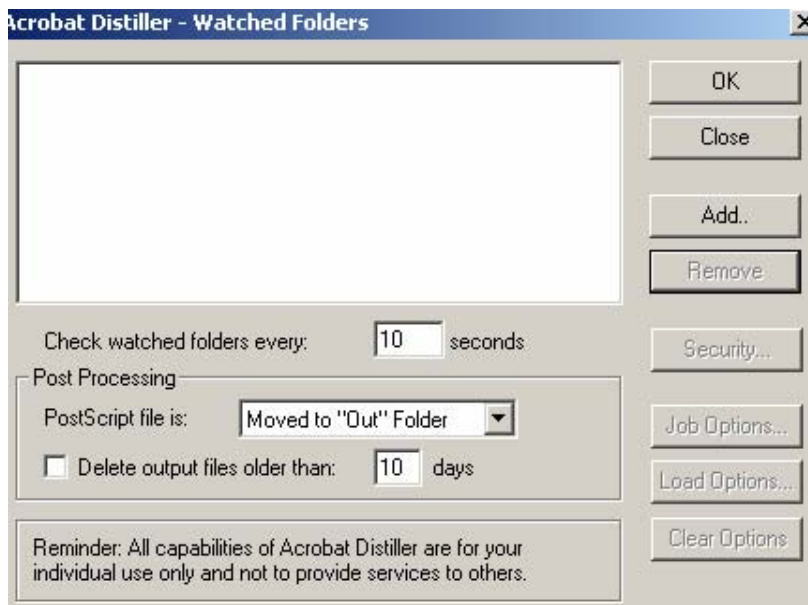 Acrobat Distiller - Watched Folders
OK
Close
Add..
Remove
Check watched folders every: 10 seconds
Security...
Post Processing
PostScript file is: Moved to "Out" Folder
Job Options...
Delete output files older than: 10 days
Load Options...
Clear Options
Reminder: All capabilities of Acrobat Distiller are for your
individual use only and not to provide services to others.